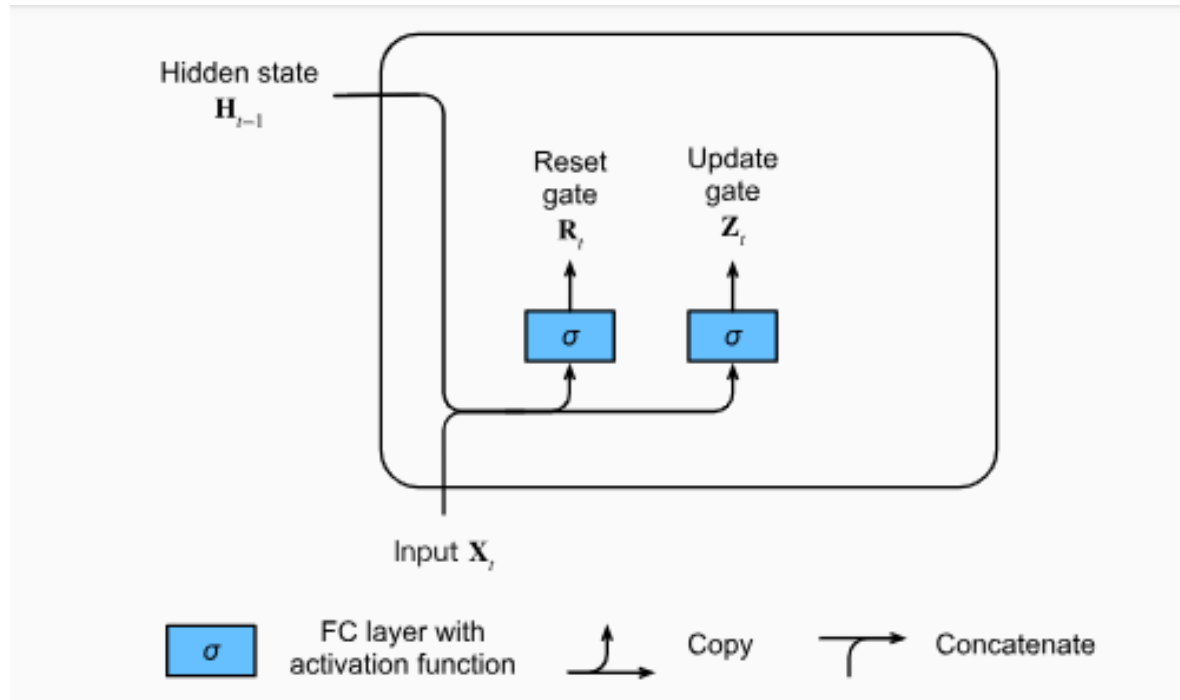 Hidden state
H_{t-1}
Reset
gate
R_t
Update
gate
Z_t
σ
σ
Input X_t
σ
FC layer with
activation function
Copy
Concatenate